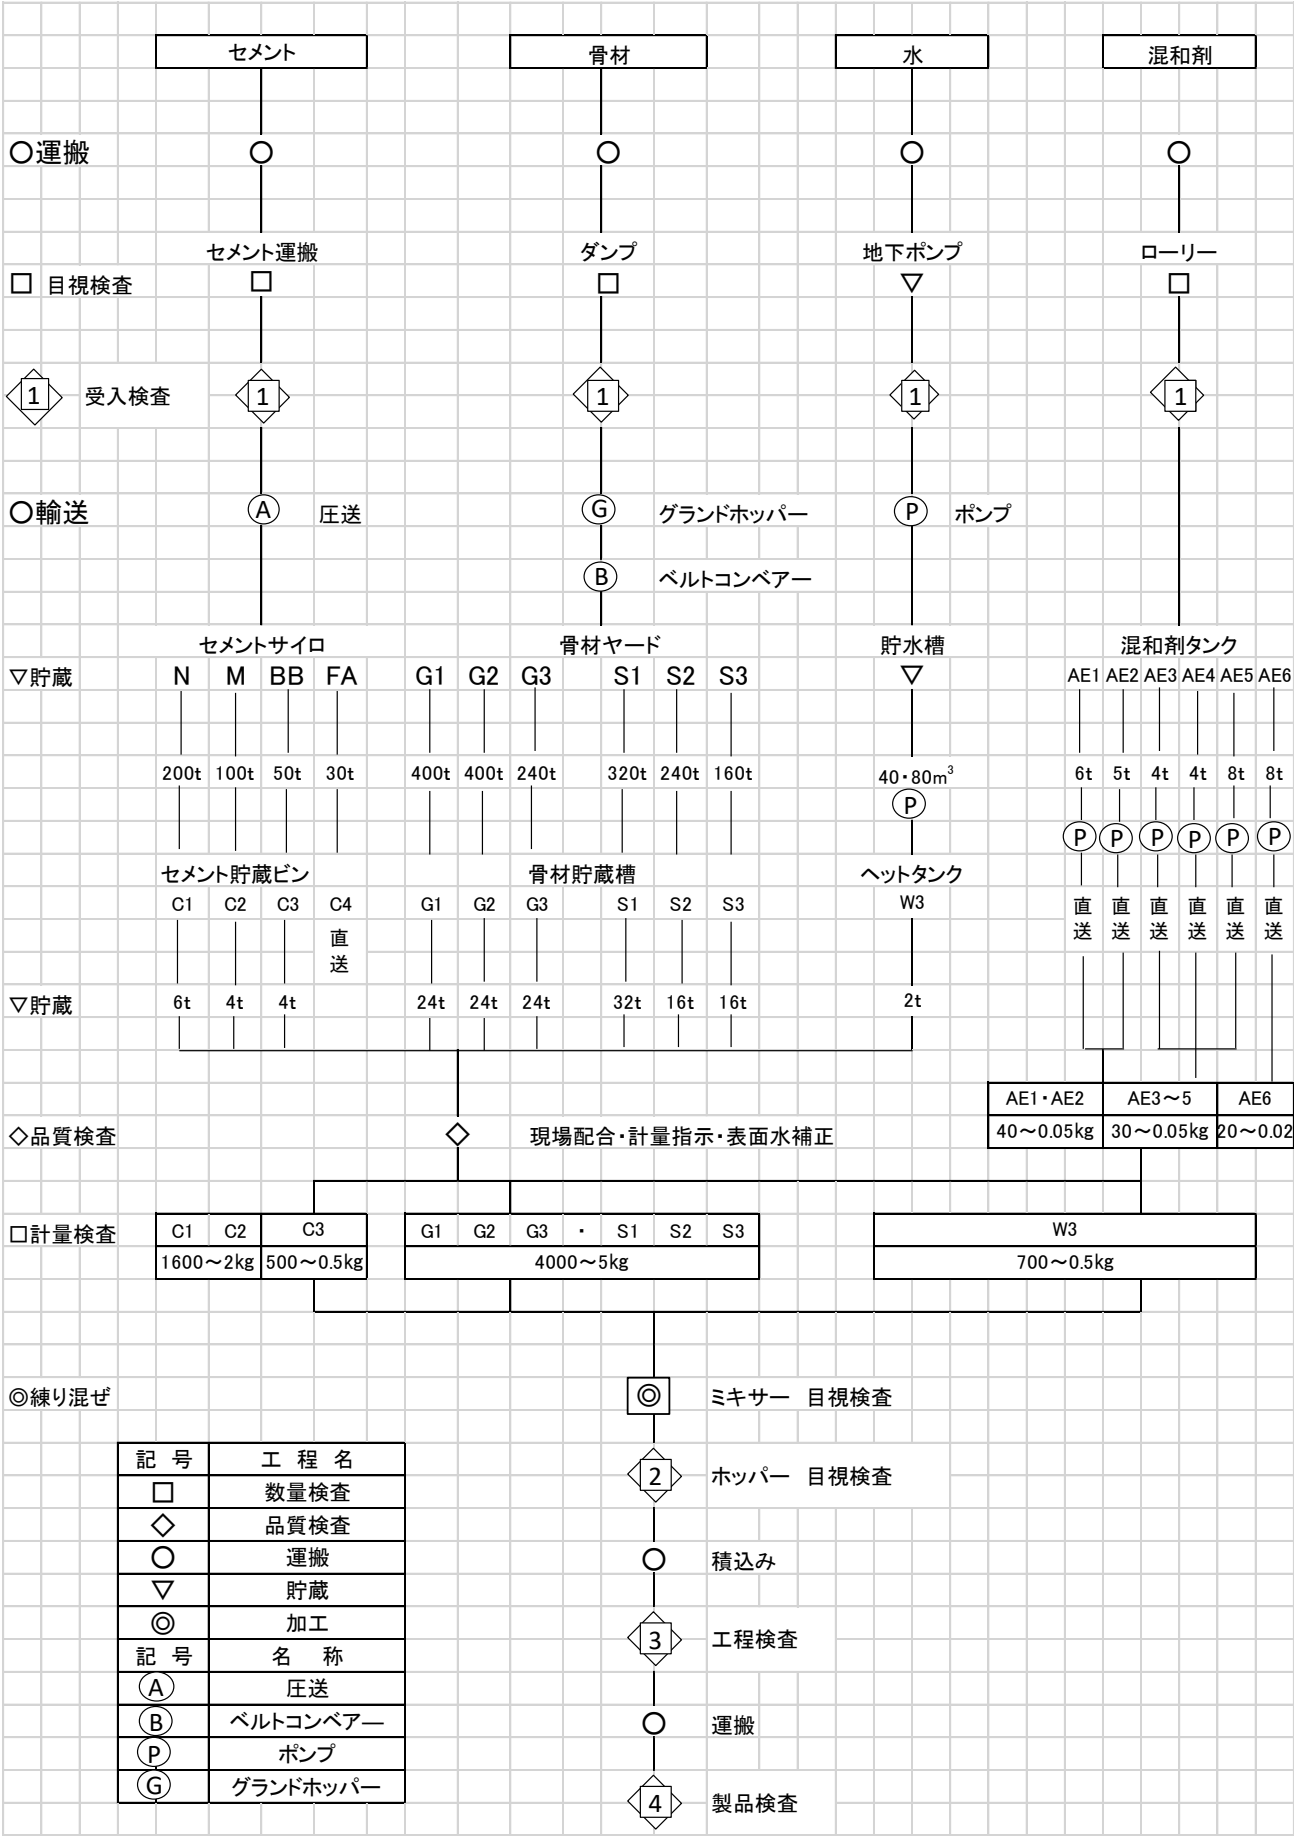 セメント 骨材 水 混和剤
○運搬 ○ ○ ○ ○
セメント運搬 ダンプ 地下ポンプ ローリー
□ 目視検査 □ □ ▽ □
1 受入検査 1 1 1 1
○輸送 A 圧送 G グランドホッパー P ポンプ
B ベルトコンベアー
セメントサイロ 骨材ヤード 貯水槽 混和剤タンク
▽貯蔵 N M BB FA G1 G2 G3 S1 S2 S3 ▽ AE1 AE2 AE3 AE4 AE5 AE6
200t 100t 50t 30t 400t 400t 240t 320t 240t 160t 40・80m³ 6t 5t 4t 4t 8t 8t
P P P P P P P
セメント貯蔵ビン 骨材貯蔵槽 ヘットタンク
C1 C2 C3 C4 G1 G2 G3 S1 S2 S3 W3
直送 直送 直送 直送 直送 直送 直送
▽貯蔵 6t 4t 4t 24t 24t 24t 32t 16t 16t 2t
AE1・AE2 AE3～5 AE6
◇品質検査 ◇ 現場配合・計量指示・表面水補正 40～0.05kg 30～0.05kg 20～0.02
□計量検査 C1 C2 C3 G1 G2 G3 ・ S1 S2 S3 W3
1600～2kg 500～0.5kg 4000～5kg 700～0.5kg
◎練り混ぜ ◎ ミキサー 目視検査
2 ホッパー 目視検査
○ 積込み
3 工程検査
○ 運搬
4 製品検査
記 号 工 程 名
□ 数量検査
◇ 品質検査
○ 運搬
▽ 貯蔵
◎ 加工
記 号 名 称
A 圧送
B ベルトコンベアー
P ポンプ
G グランドホッパー